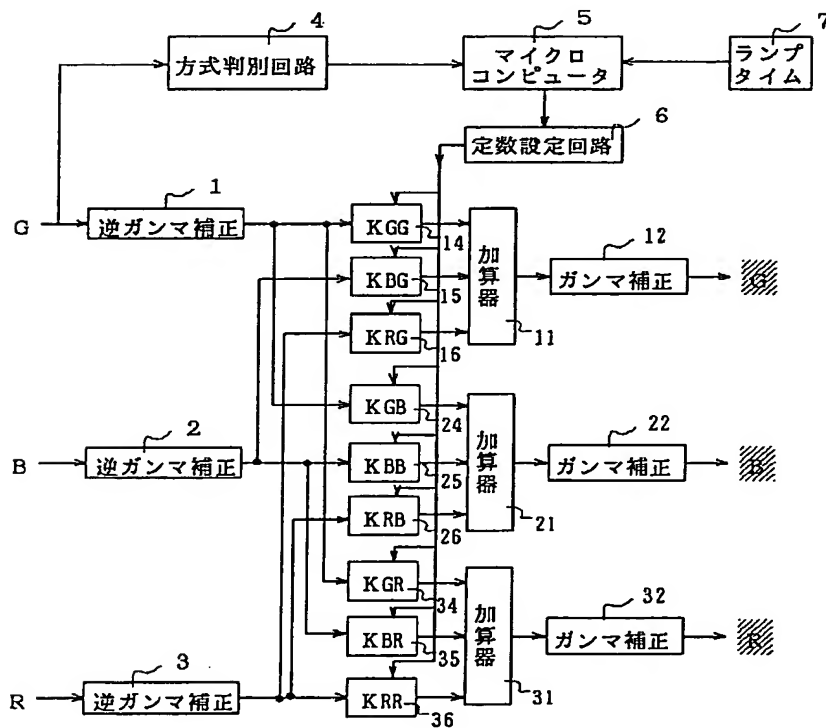 4
5
7
方式判別回路
マイクロ
コンピュータ
ランプ
タイム
6
定数設定回路
1
G
逆ガンマ補正
KGG
14
KBG
15
KRG
16
加算器
11
12
ガンマ補正
G
KGB
24
2
B
逆ガンマ補正
KBB
25
KRB
26
加算器
21
22
ガンマ補正
B
KGR
34
KBR
35
3
R
逆ガンマ補正
KRR
36
加算器
31
32
ガンマ補正
R